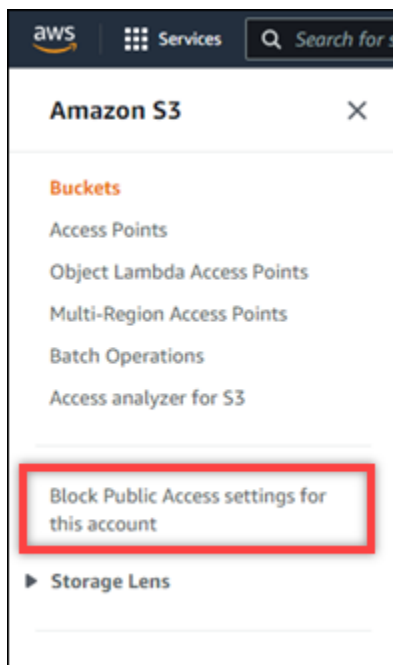 aws Services Search for s
Amazon S3
Buckets
Access Points
Object Lambda Access Points
Multi-Region Access Points
Batch Operations
Access analyzer for S3
Block Public Access settings for
this account
Storage Lens